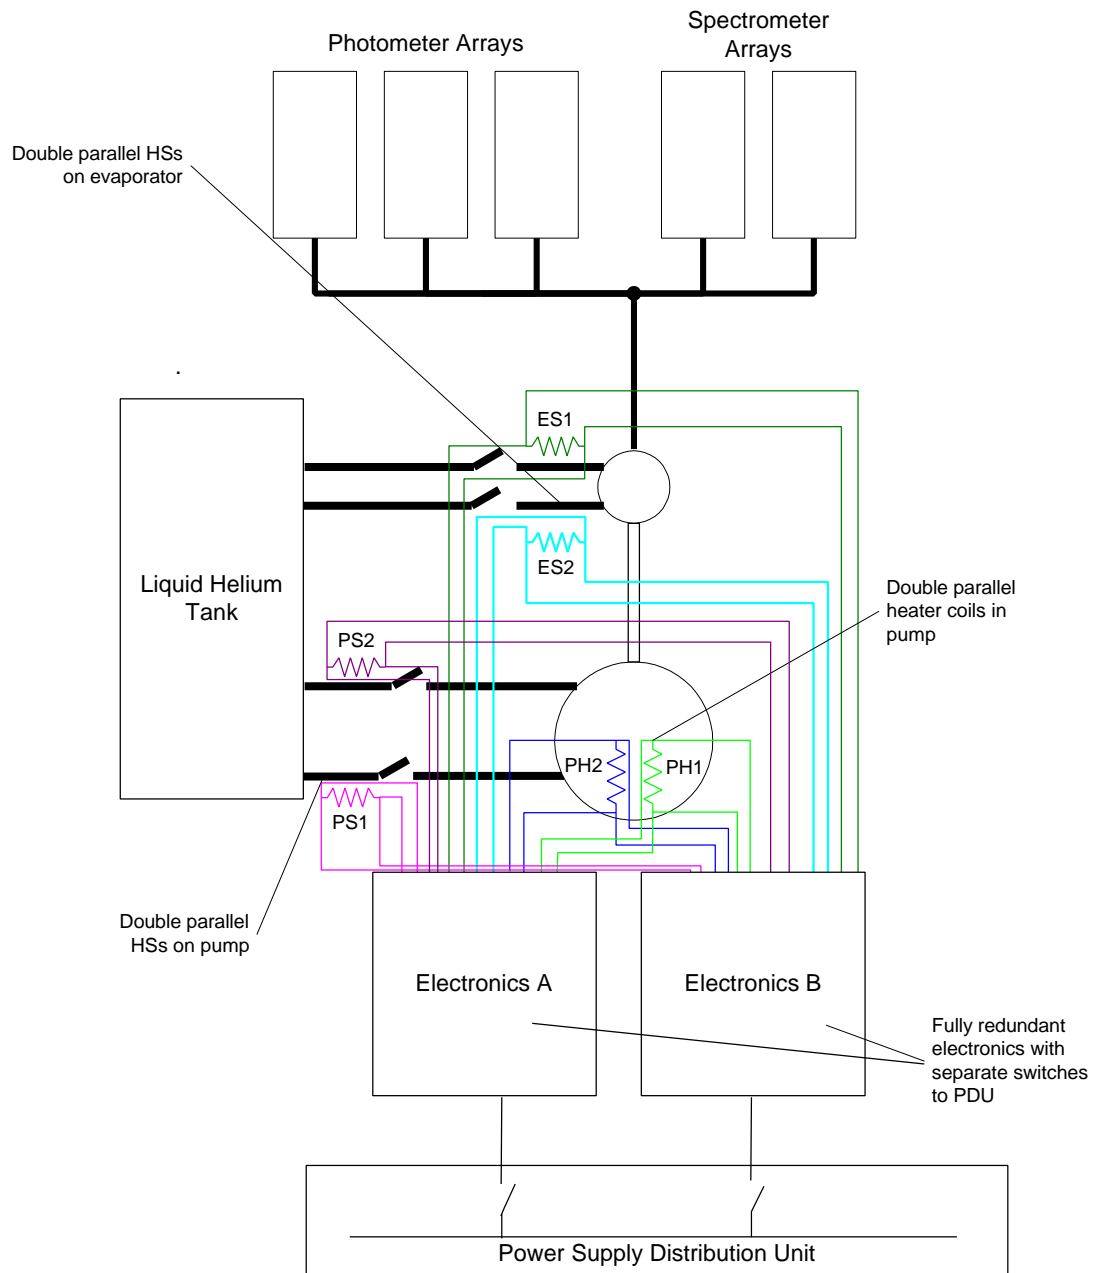 Photometer Arrays
Spectrometer
Arrays
Double parallel HSs
on evaporator
ES1
ES2
Liquid Helium
Tank
Double parallel
heater coils in
pump
PS2
PH2
PH1
PS1
Double parallel
HSs on pump
Electronics A
Electronics B
Fully redundant
electronics with
separate switches
to PDU
Power Supply Distribution Unit